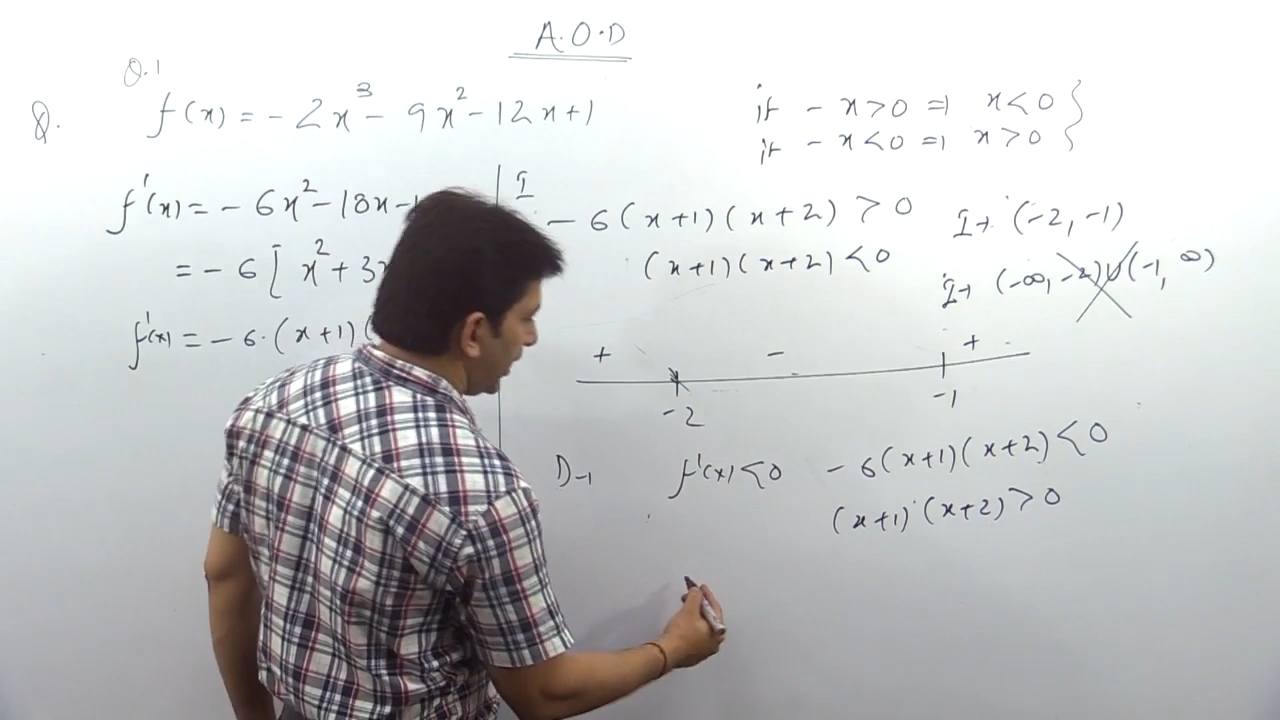 A.O.D
Q.1
Q. f(x) = -2x³ - 9x² - 12x + 1
if - x > 0 ⇒ x < 0 }
if - x < 0 ⇒ x > 0 }
f'(x) = -6x² - 18x -
= -6 [ x² + 3x
f'(x) = -6·(x+1)(
I
- 6(x+1)(x+2) > 0
(x+1)(x+2) < 0
I→ (-2, -1)
I→ (-∞, -2)∪(-1, ∞)
+ - +
-2 -1
D→ f'(x) < 0 - 6(x+1)(x+2) < 0
(x+1)(x+2) > 0